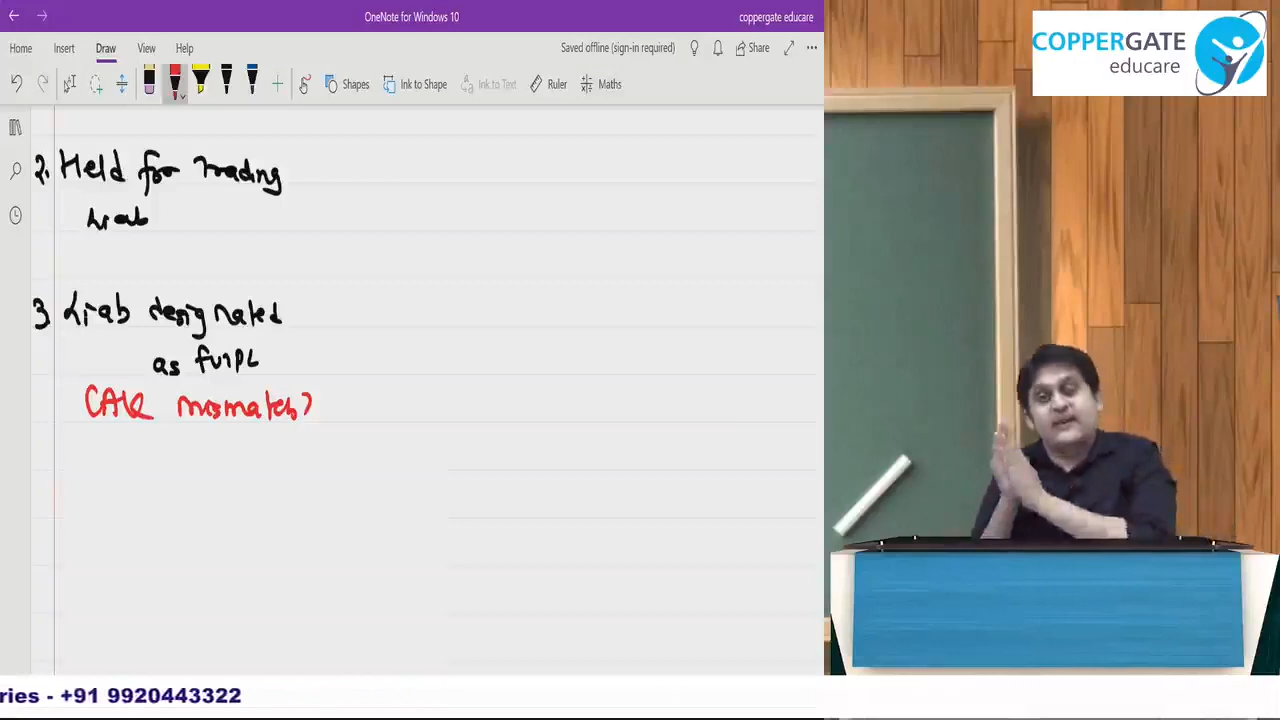 OneNote for Windows 10
coppergate educare
Home Insert Draw View Help
Saved offline (sign-in required)
Share
Shapes
Ink to Shape
Ink to Text
Ruler
Maths
COPPERGATE
educare
2. Held for Trading
Liab
3 Liab designated
as FVTPL
mismatch?
ries - +91 9920443322